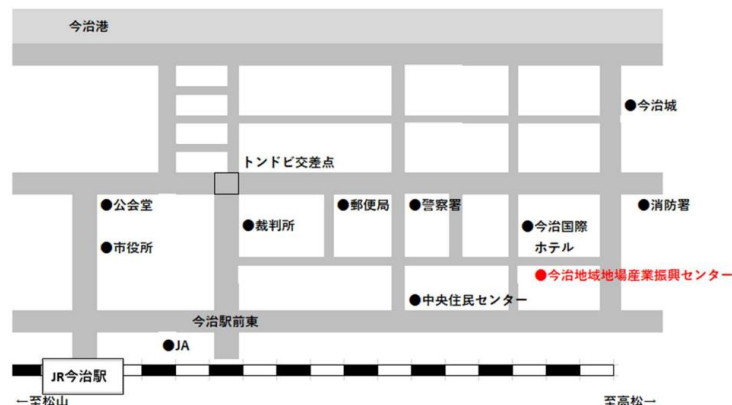 今治港
●今治城
トンドビ交差点
●公会堂
●郵便局
●警察署
●消防署
●裁判所
●今治国際
ホテル
●市役所
●今治地域地場産業振興センター
●中央住民センター
今治駅前東
●JA
JR今治駅
←至松山
至高松→